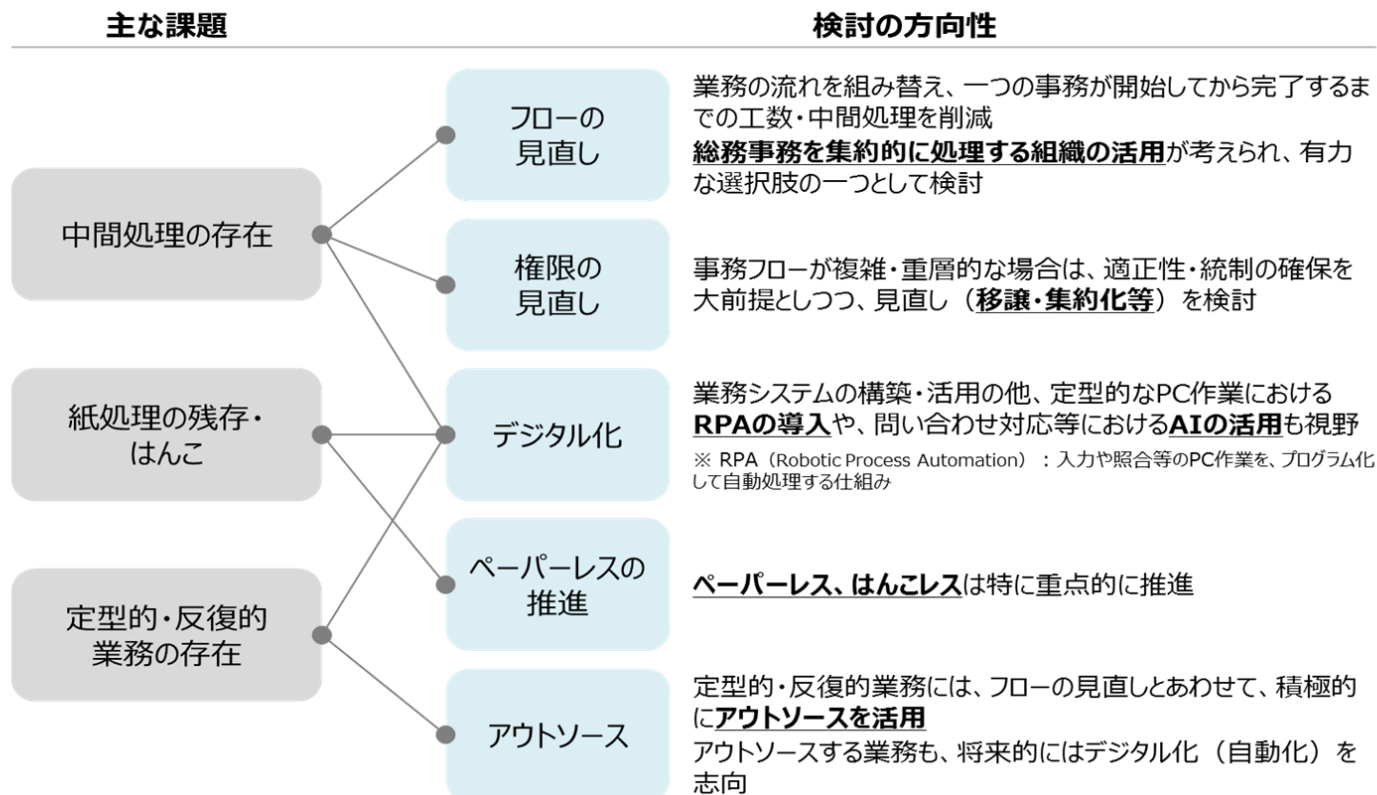 主な課題
検討の方向性
中間処理の存在
紙処理の残存・
はんこ
定型的・反復的
業務の存在
フローの
見直し
業務の流れを組み替え、一つの事務が開始してから完了するま
での工数・中間処理を削減
総務事務を集約的に処理する組織の活用が考えられ、有力
な選択肢の一つとして検討
権限の
見直し
事務フローが複雑・重層的な場合は、適正性・統制の確保を
大前提としつつ、見直し（移譲・集約化等）を検討
デジタル化
業務システムの構築・活用の他、定型的なPC作業における
RPAの導入や、問い合わせ対応等におけるAIの活用も視野
※ RPA（Robotic Process Automation）：入力や照合等のPC作業を、プログラム化
して自動処理する仕組み
ペーパーレスの
推進
ペーパーレス、はんこレスは特に重点的に推進
アウトソース
定型的・反復的業務には、フローの見直しとあわせて、積極的
にアウトソースを活用
アウトソースする業務も、将来的にはデジタル化（自動化）を
志向